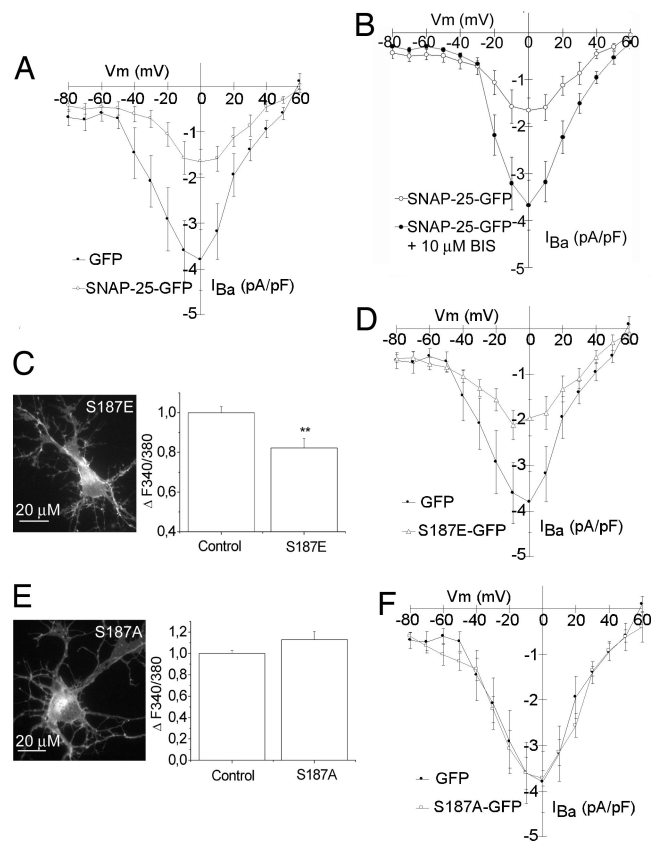 A
Vm (mV)
-80 -60 -40 -20 0 20 40 60
-1
-2
-3
-4
-5
GFP
SNAP-25-GFP
IBa (pA/pF)
B
Vm (mV)
-80 -60 -40 -20 0 20 40 60
-1
-2
-3
-4
-5
SNAP-25-GFP
SNAP-25-GFP
+ 10 μM BIS
IBa (pA/pF)
C
S187E
20 μM
Δ F340/380
1,0
0,8
0,6
0,4
**
Control S187E
D
Vm (mV)
-80 -60 -40 -20 0 20 40 60
-1
-2
-3
-4
-5
GFP
S187E-GFP
IBa (pA/pF)
E
S187A
20 μM
Δ F340/380
1,2
1,0
0,8
0,6
0,4
0,2
0,0
Control S187A
F
Vm (mV)
-80 -60 -40 -20 0 20 40 60
-1
-2
-3
-4
-5
GFP
S187A-GFP
IBa (pA/pF)